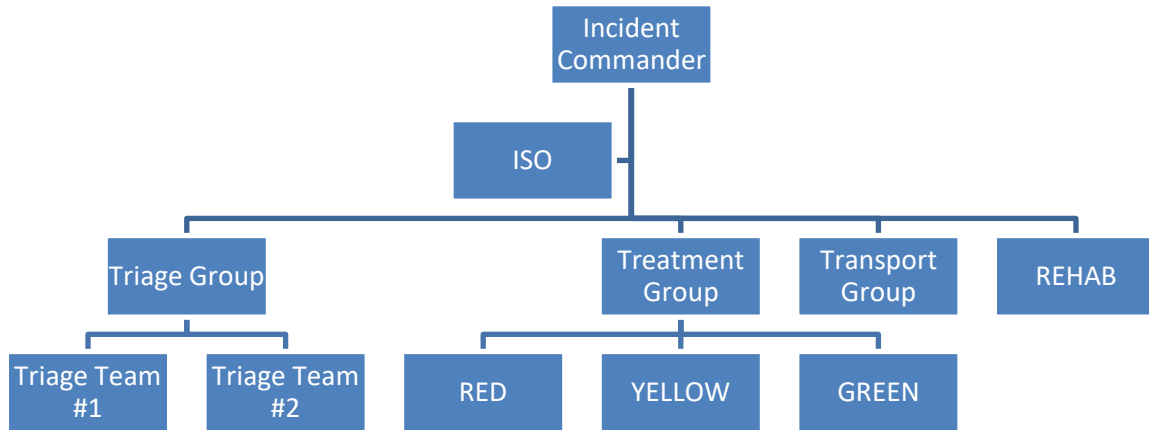 Incident
Commander
ISO
Triage Group
Treatment
Group
Transport
Group
REHAB
Triage Team
#1
Triage Team
#2
RED
YELLOW
GREEN